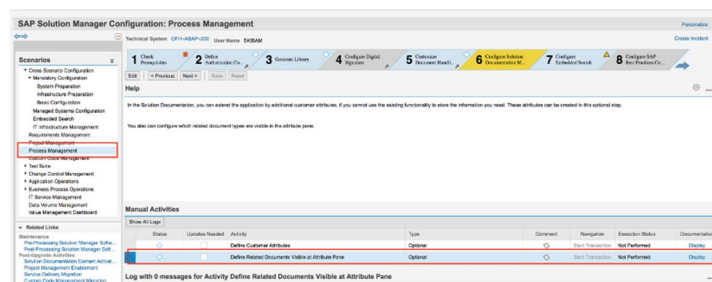 SAP Solution Manager Configuration: Process Management
Personalize
Technical System OFH~ABAP~200 User Name SKIBAM
Create Incident
Scenarios
1 Check Prerequisites
2 Define Authorization Co...
3 Generate Library
4 Configure Digital Signature
5 Customize Document Handl...
6 Configure Solution Documentation M...
7 Configure Embedded Search
8 Configure SAP Best Practices Co...
Edit < Previous Next > Save Reset
Help
In the Solution Documentation, you can extend the application by additional customer attributes, if you cannot use the existing functionality to store the information you need. These attributes can be created in this optional step.
You also can configure which related document types are visible in the attribute pane.
Cross Scenario Configuration
Mandatory Configuration
System Preparation
Infrastructure Preparation
Basic Configuration
Managed Systems Configuration
Embedded Search
IT Infrastructure Management
Requirements Management
Project Management
Process Management
Custom Code Management
Test Suite
Change Control Management
Application Operations
Business Process Operations
IT Service Management
Data Volume Management
Value Management Dashboard
Related Links
Maintenance
Pre-Processing Solution Manager Softw...
Post-Processing Solution Manager Soft...
Post-Upgrade Activities
Solution Documentation Content Activat...
Project Management Enablement
Service Delivery Migration
Custom Code Management Migration
Manual Activities
Show All Logs
Status Updates Needed Activity Type Comment Navigation Execution Status Documentation
Define Customer Attributes Optional Start Transaction Not Performed Display
Define Related Documents Visible at Attribute Pane Optional Start Transaction Not Performed Display
Log with 0 messages for Activity Define Related Documents Visible at Attribute Pane